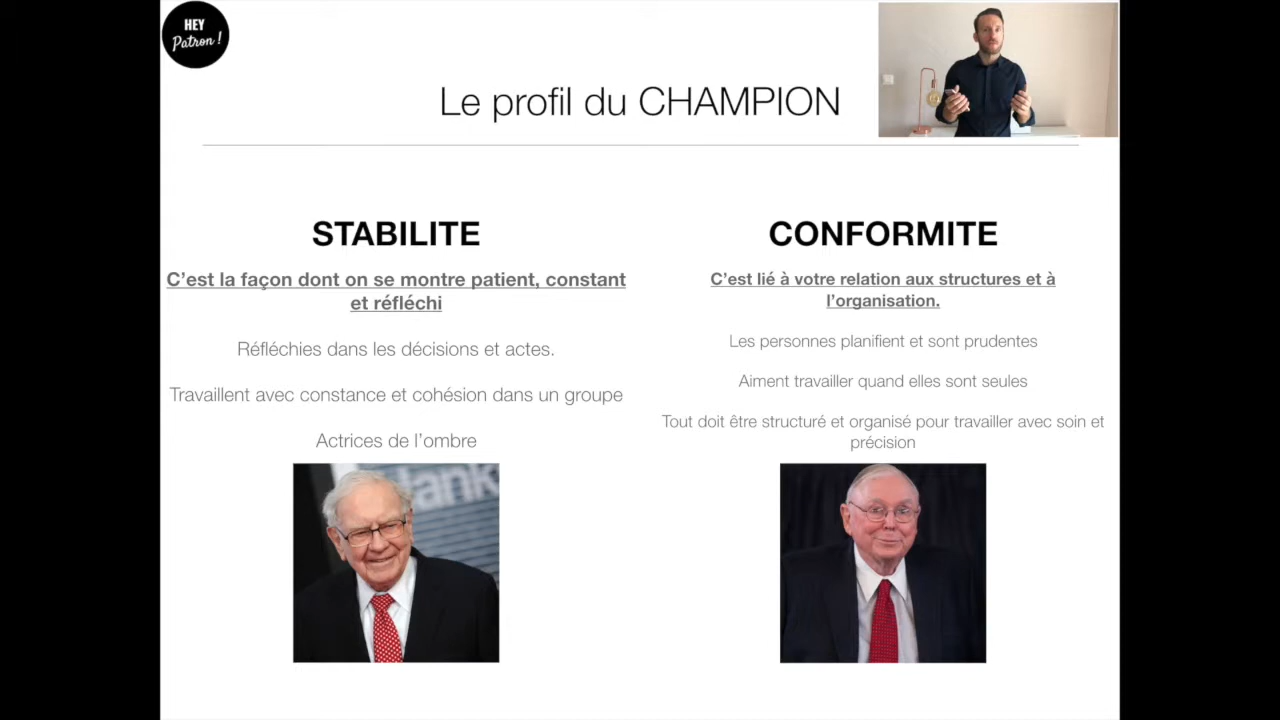 HEY
Patron !
Le profil du CHAMPION
STABILITE
C’est la façon dont on se montre patient, constant
et réfléchi
Réfléchies dans les décisions et actes.
Travaillent avec constance et cohésion dans un groupe
Actrices de l’ombre
CONFORMITE
C’est lié à votre relation aux structures et à
l’organisation.
Les personnes planifient et sont prudentes
Aiment travailler quand elles sont seules
Tout doit être structuré et organisé pour travailler avec soin et
précision